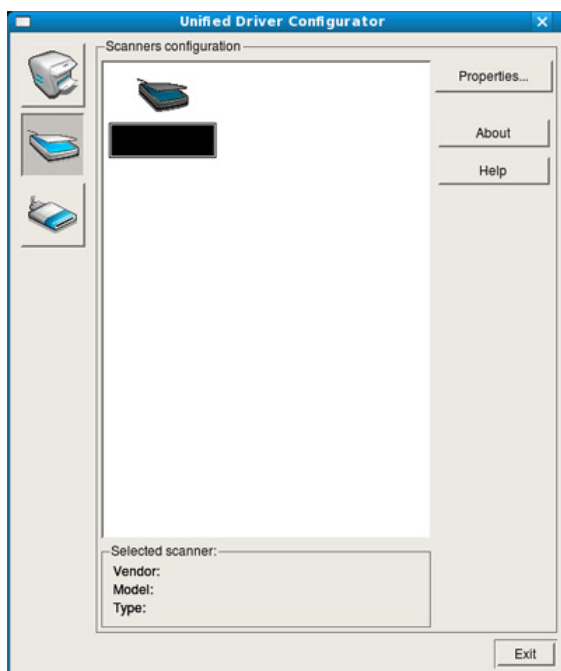 Unified Driver Configurator
Scanners configuration
Properties...
About
Help
Selected scanner:
Vendor:
Model:
Type:
Exit